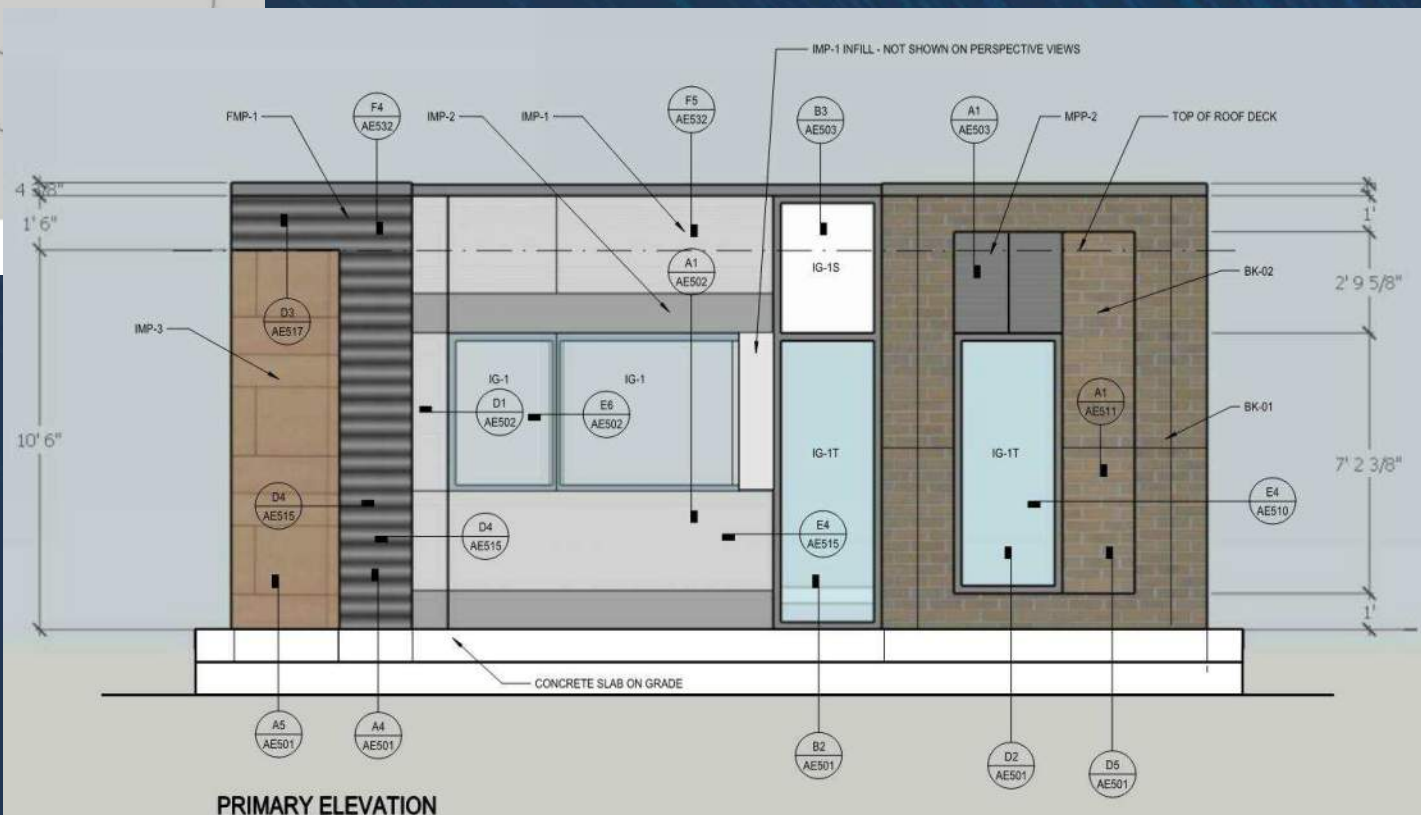 IMP-1 INFILL - NOT SHOWN ON PERSPECTIVE VIEWS
FMP-1
F4
AE532
IMP-2
IMP-1
F5
AE532
B3
AE503
A1
AE503
MPP-2
TOP OF ROOF DECK
4 3/8"
1' 6"
1'
IG-1S
A1
AE502
BK-02
2' 9 5/8"
D3
AE517
IMP-3
IG-1
IG-1
D1
AE502
E6
AE502
A1
AE511
BK-01
10' 6"
IG-1T
IG-1T
7' 2 3/8"
D4
AE515
D4
AE515
E4
AE515
E4
AE510
1'
CONCRETE SLAB ON GRADE
A5
AE501
A4
AE501
B2
AE501
D2
AE501
D5
AE501
PRIMARY ELEVATION